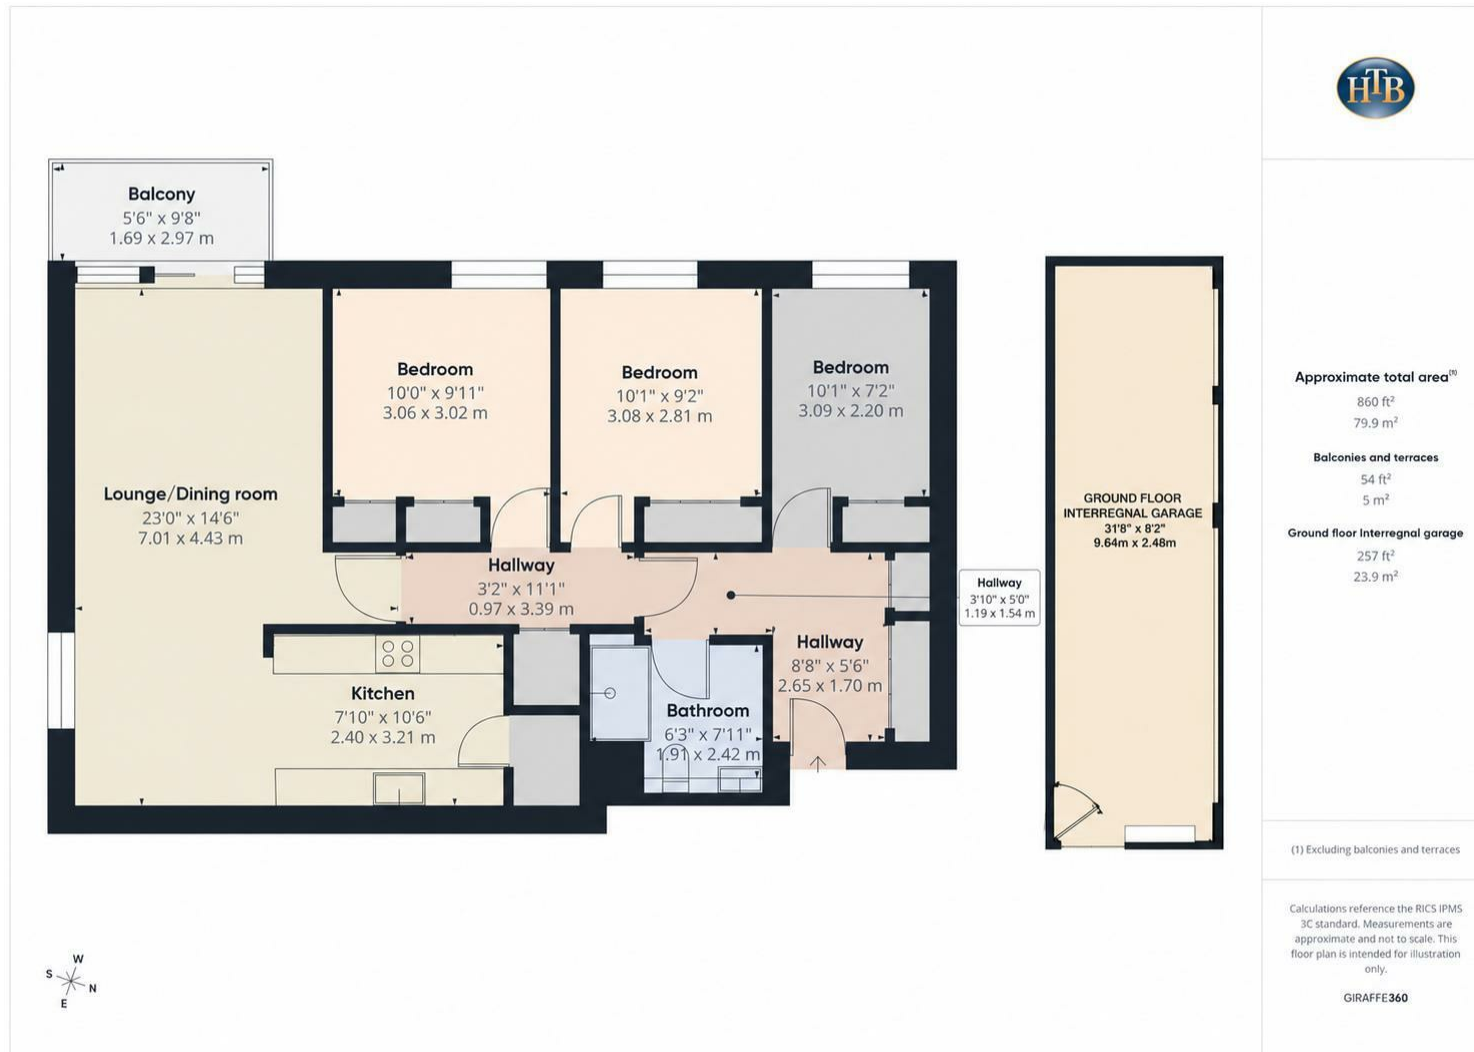 HTB
Balcony
5'6" x 9'8"
1.69 x 2.97 m
Bedroom
10'0" x 9'11"
3.06 x 3.02 m
Bedroom
10'1" x 9'2"
3.08 x 2.81 m
Bedroom
10'1" x 7'2"
3.09 x 2.20 m
Lounge/Dining room
23'0" x 14'6"
7.01 x 4.43 m
Hallway
3'2" x 11'1"
0.97 x 3.39 m
Hallway
3'10" x 5'0"
1.19 x 1.54 m
Hallway
8'8" x 5'6"
2.65 x 1.70 m
Kitchen
7'10" x 10'6"
2.40 x 3.21 m
Bathroom
6'3" x 7'11"
1.91 x 2.42 m
GROUND FLOOR
INTERREGNAL GARAGE
31'8" x 8'2"
9.64m x 2.48m
W
S
N
E
Approximate total area(1)
860 ft²
79.9 m²
Balconies and terraces
54 ft²
5 m²
Ground floor Interregnal garage
257 ft²
23.9 m²
(1) Excluding balconies and terraces
Calculations reference the RICS IPMS
3C standard. Measurements are
approximate and not to scale. This
floor plan is intended for illustration
only.
GIRAFFE360